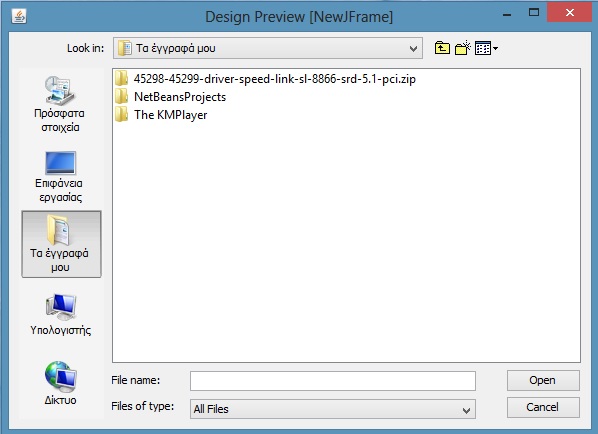 Design Preview [NewJFrame]
Look in:
Τα έγγραφά μου
Πρόσφατα
στοιχεία
Επιφάνεια
εργασίας
Τα έγγραφά
μου
Υπολογιστής
Δίκτυο
45298-45299-driver-speed-link-sl-8866-srd-5.1-pci.zip
NetBeansProjects
The KMPlayer
File name:
Open
Files of type:
All Files
Cancel